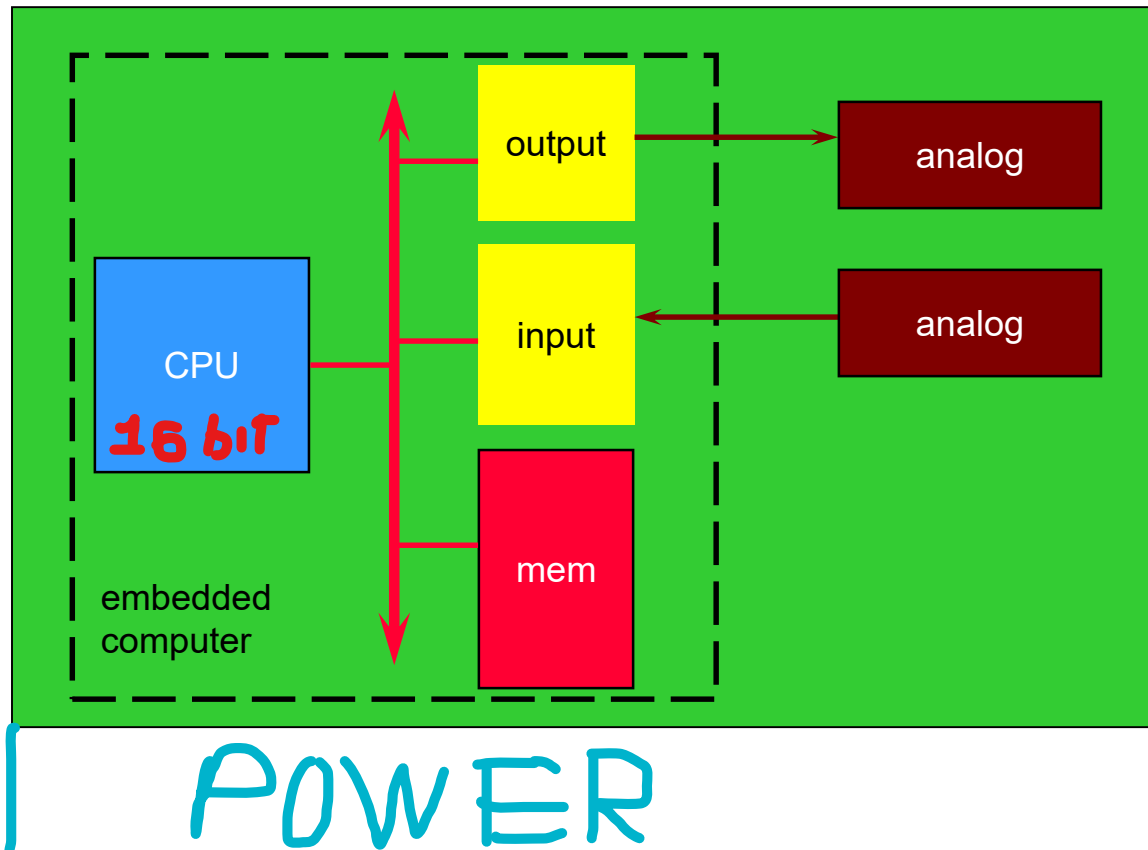 output
analog
input
analog
CPU
16 bit
mem
embedded
computer
POWER